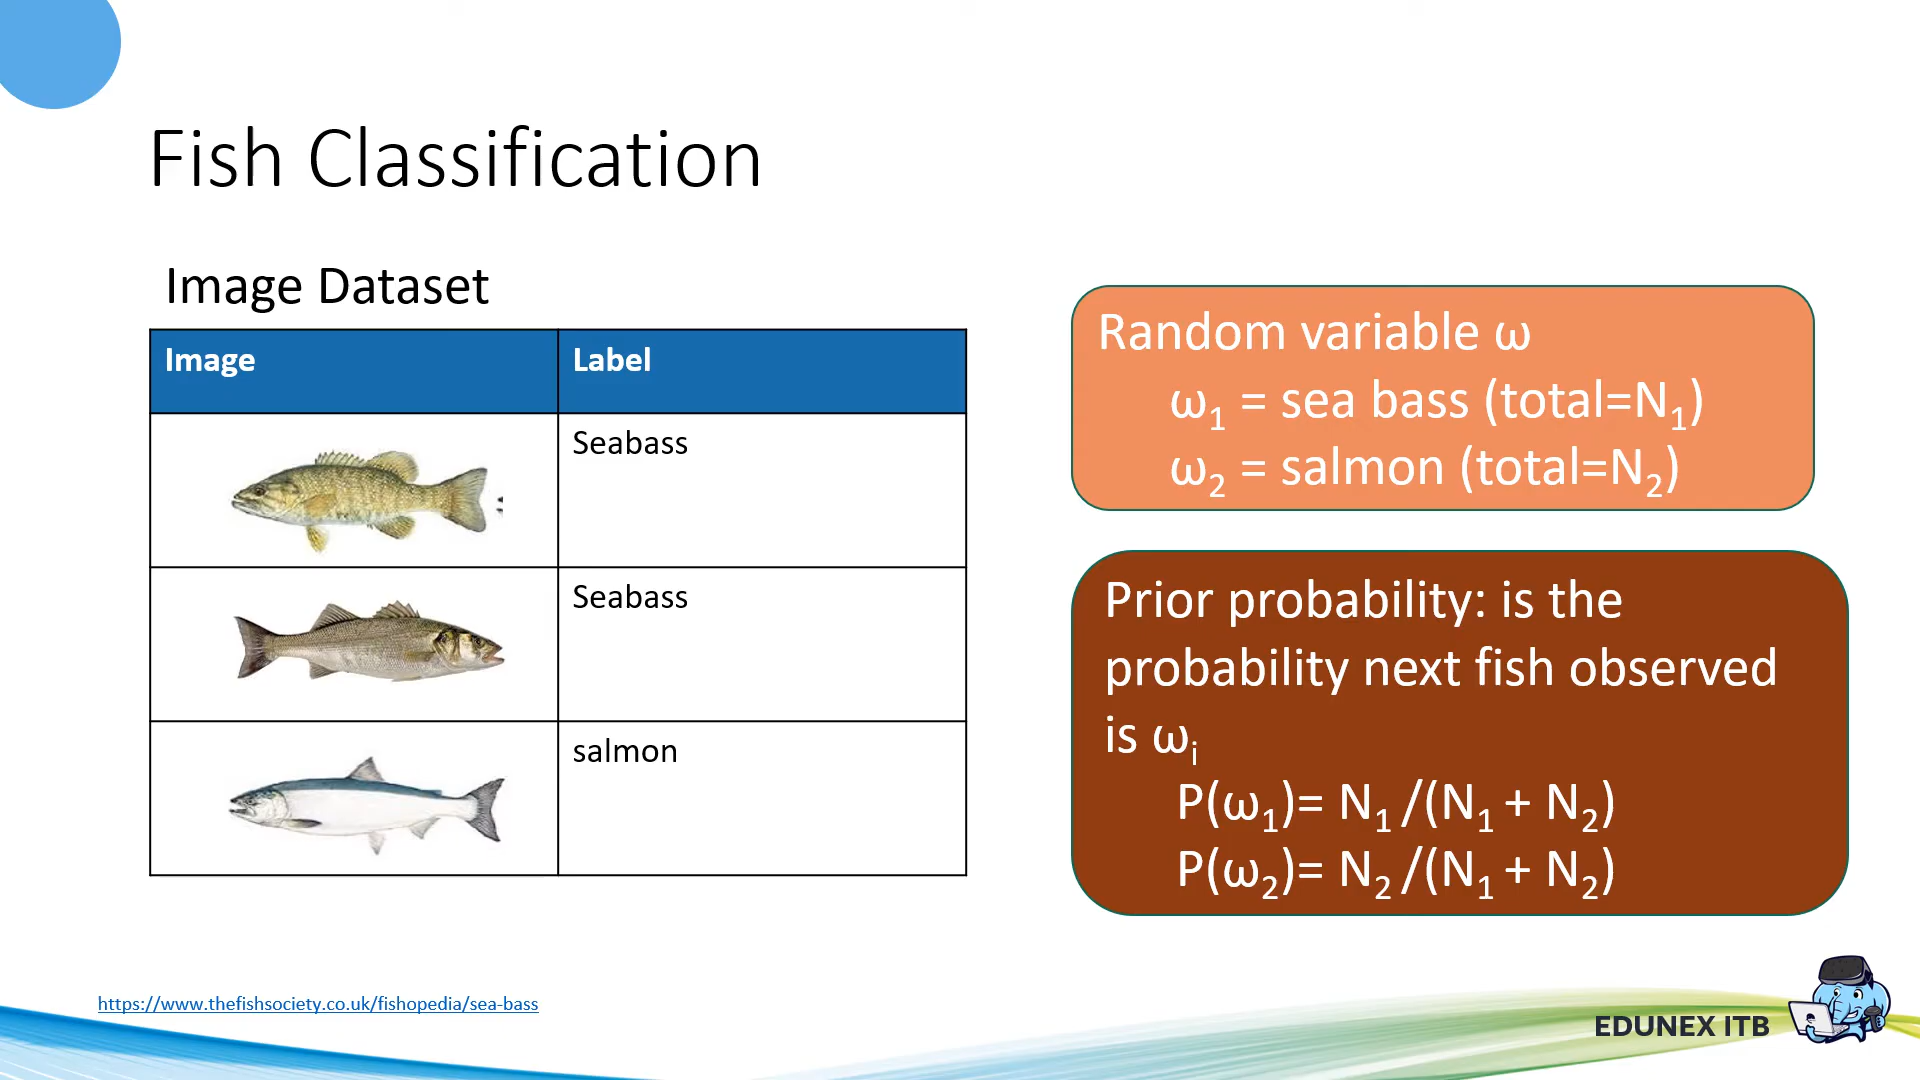 Fish Classification
Image Dataset
Image
Label
Seabass
Seabass
salmon
Random variable ω
ω₁ = sea bass (total=N₁)
ω₂ = salmon (total=N₂)
Prior probability: is the
probability next fish observed
is ωᵢ
P(ω₁)= N₁ /(N₁ + N₂)
P(ω₂)= N₂ /(N₁ + N₂)
https://www.thefishsociety.co.uk/fishopedia/sea-bass
EDUNEX ITB